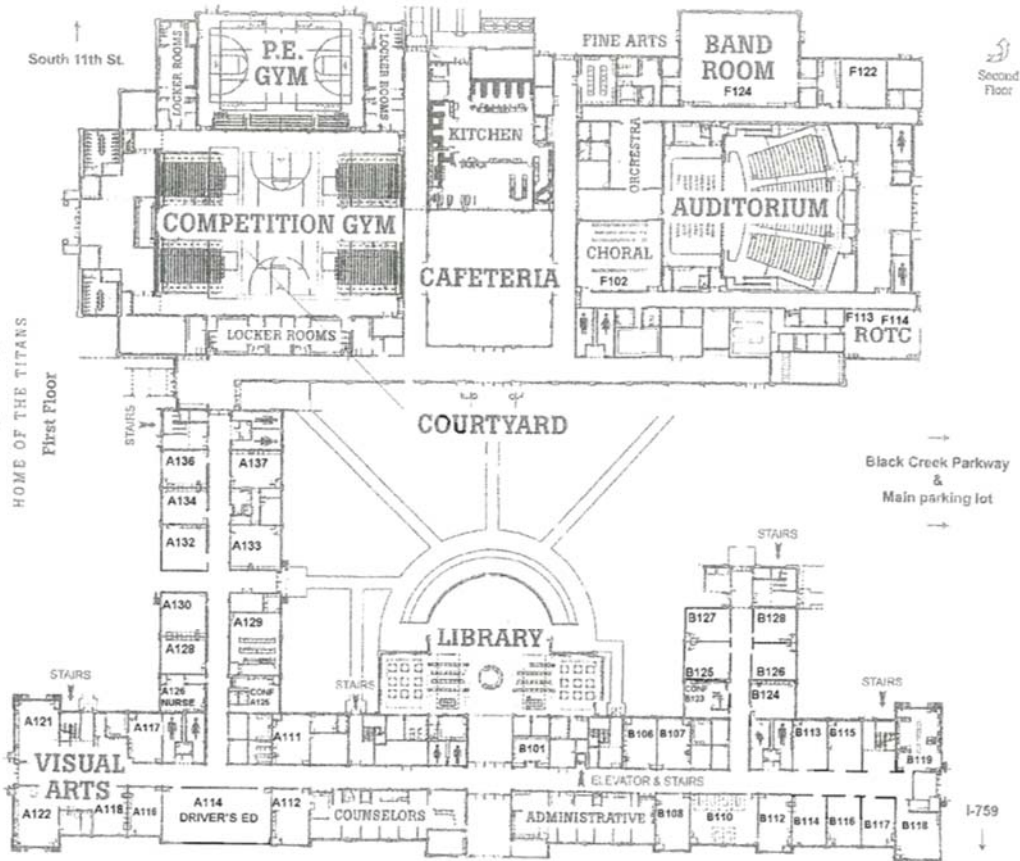 South 11th St.
LOCKER ROOMS
P.E.
GYM
LOCKER ROOMS
FINE ARTS
BAND
ROOM
F124
F122
Second
Floor
KITCHEN
ORCRESTRA
COMPETITION GYM
AUDITORIUM
CAFETERIA
CHORAL
F102
LOCKER ROOMS
F113
F114
ROTC
HOME OF THE TITANS
First Floor
STAIRS
COURTYARD
A136
A137
A134
A132
A133
Black Creek Parkway
&
Main parking lot
STAIRS
A130
A129
A128
LIBRARY
B127
B128
B125
B126
STAIRS
A126
NURSE
CONF
A125
STAIRS
CONF
B123
B124
STAIRS
A121
A117
A111
B101
B106
B107
B113
B115
B119
VISUAL
ARTS
ELEVATOR & STAIRS
A122
A118
A116
A114
DRIVER'S ED
A112
COUNSELORS
ADMINISTRATIVE
B108
B110
B112
B114
B116
B117
B118
I-759